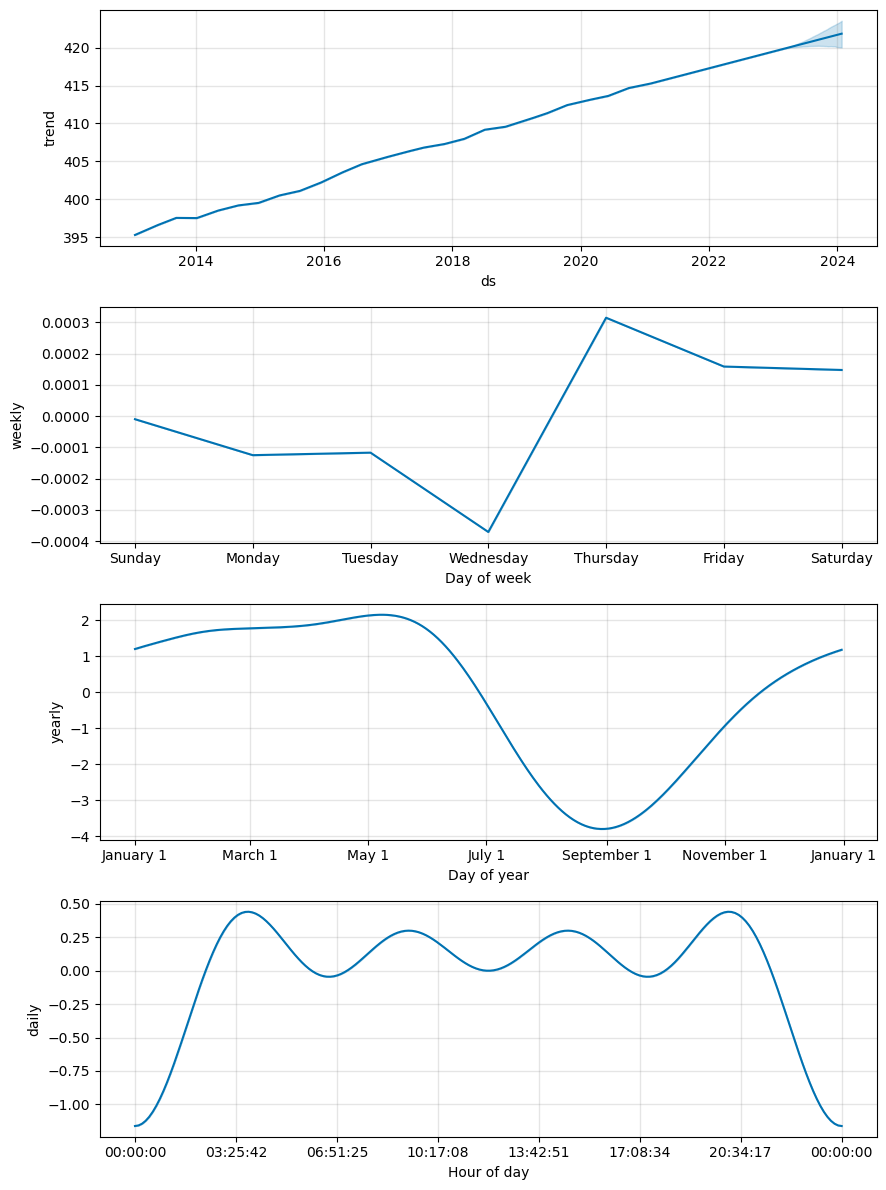 420
415
410
405
400
395
trend
2014 2016 2018 2020 2022 2024
ds
0.0003
0.0002
0.0001
0.0000
−0.0001
−0.0002
−0.0003
−0.0004
weekly
Sunday Monday Tuesday Wednesday Thursday Friday Saturday
Day of week
2
1
0
−1
−2
−3
−4
yearly
January 1 March 1 May 1 July 1 September 1 November 1 January 1
Day of year
0.50
0.25
0.00
−0.25
−0.50
−0.75
−1.00
daily
00:00:00 03:25:42 06:51:25 10:17:08 13:42:51 17:08:34 20:34:17 00:00:00
Hour of day